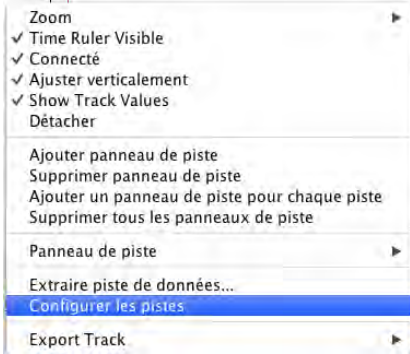 Zoom
Time Ruler Visible
Connecté
Ajuster verticalement
Show Track Values
Détacher
Ajouter panneau de piste
Supprimer panneau de piste
Ajouter un panneau de piste pour chaque piste
Supprimer tous les panneaux de piste
Panneau de piste
Extraire piste de données...
Configurer les pistes
Export Track